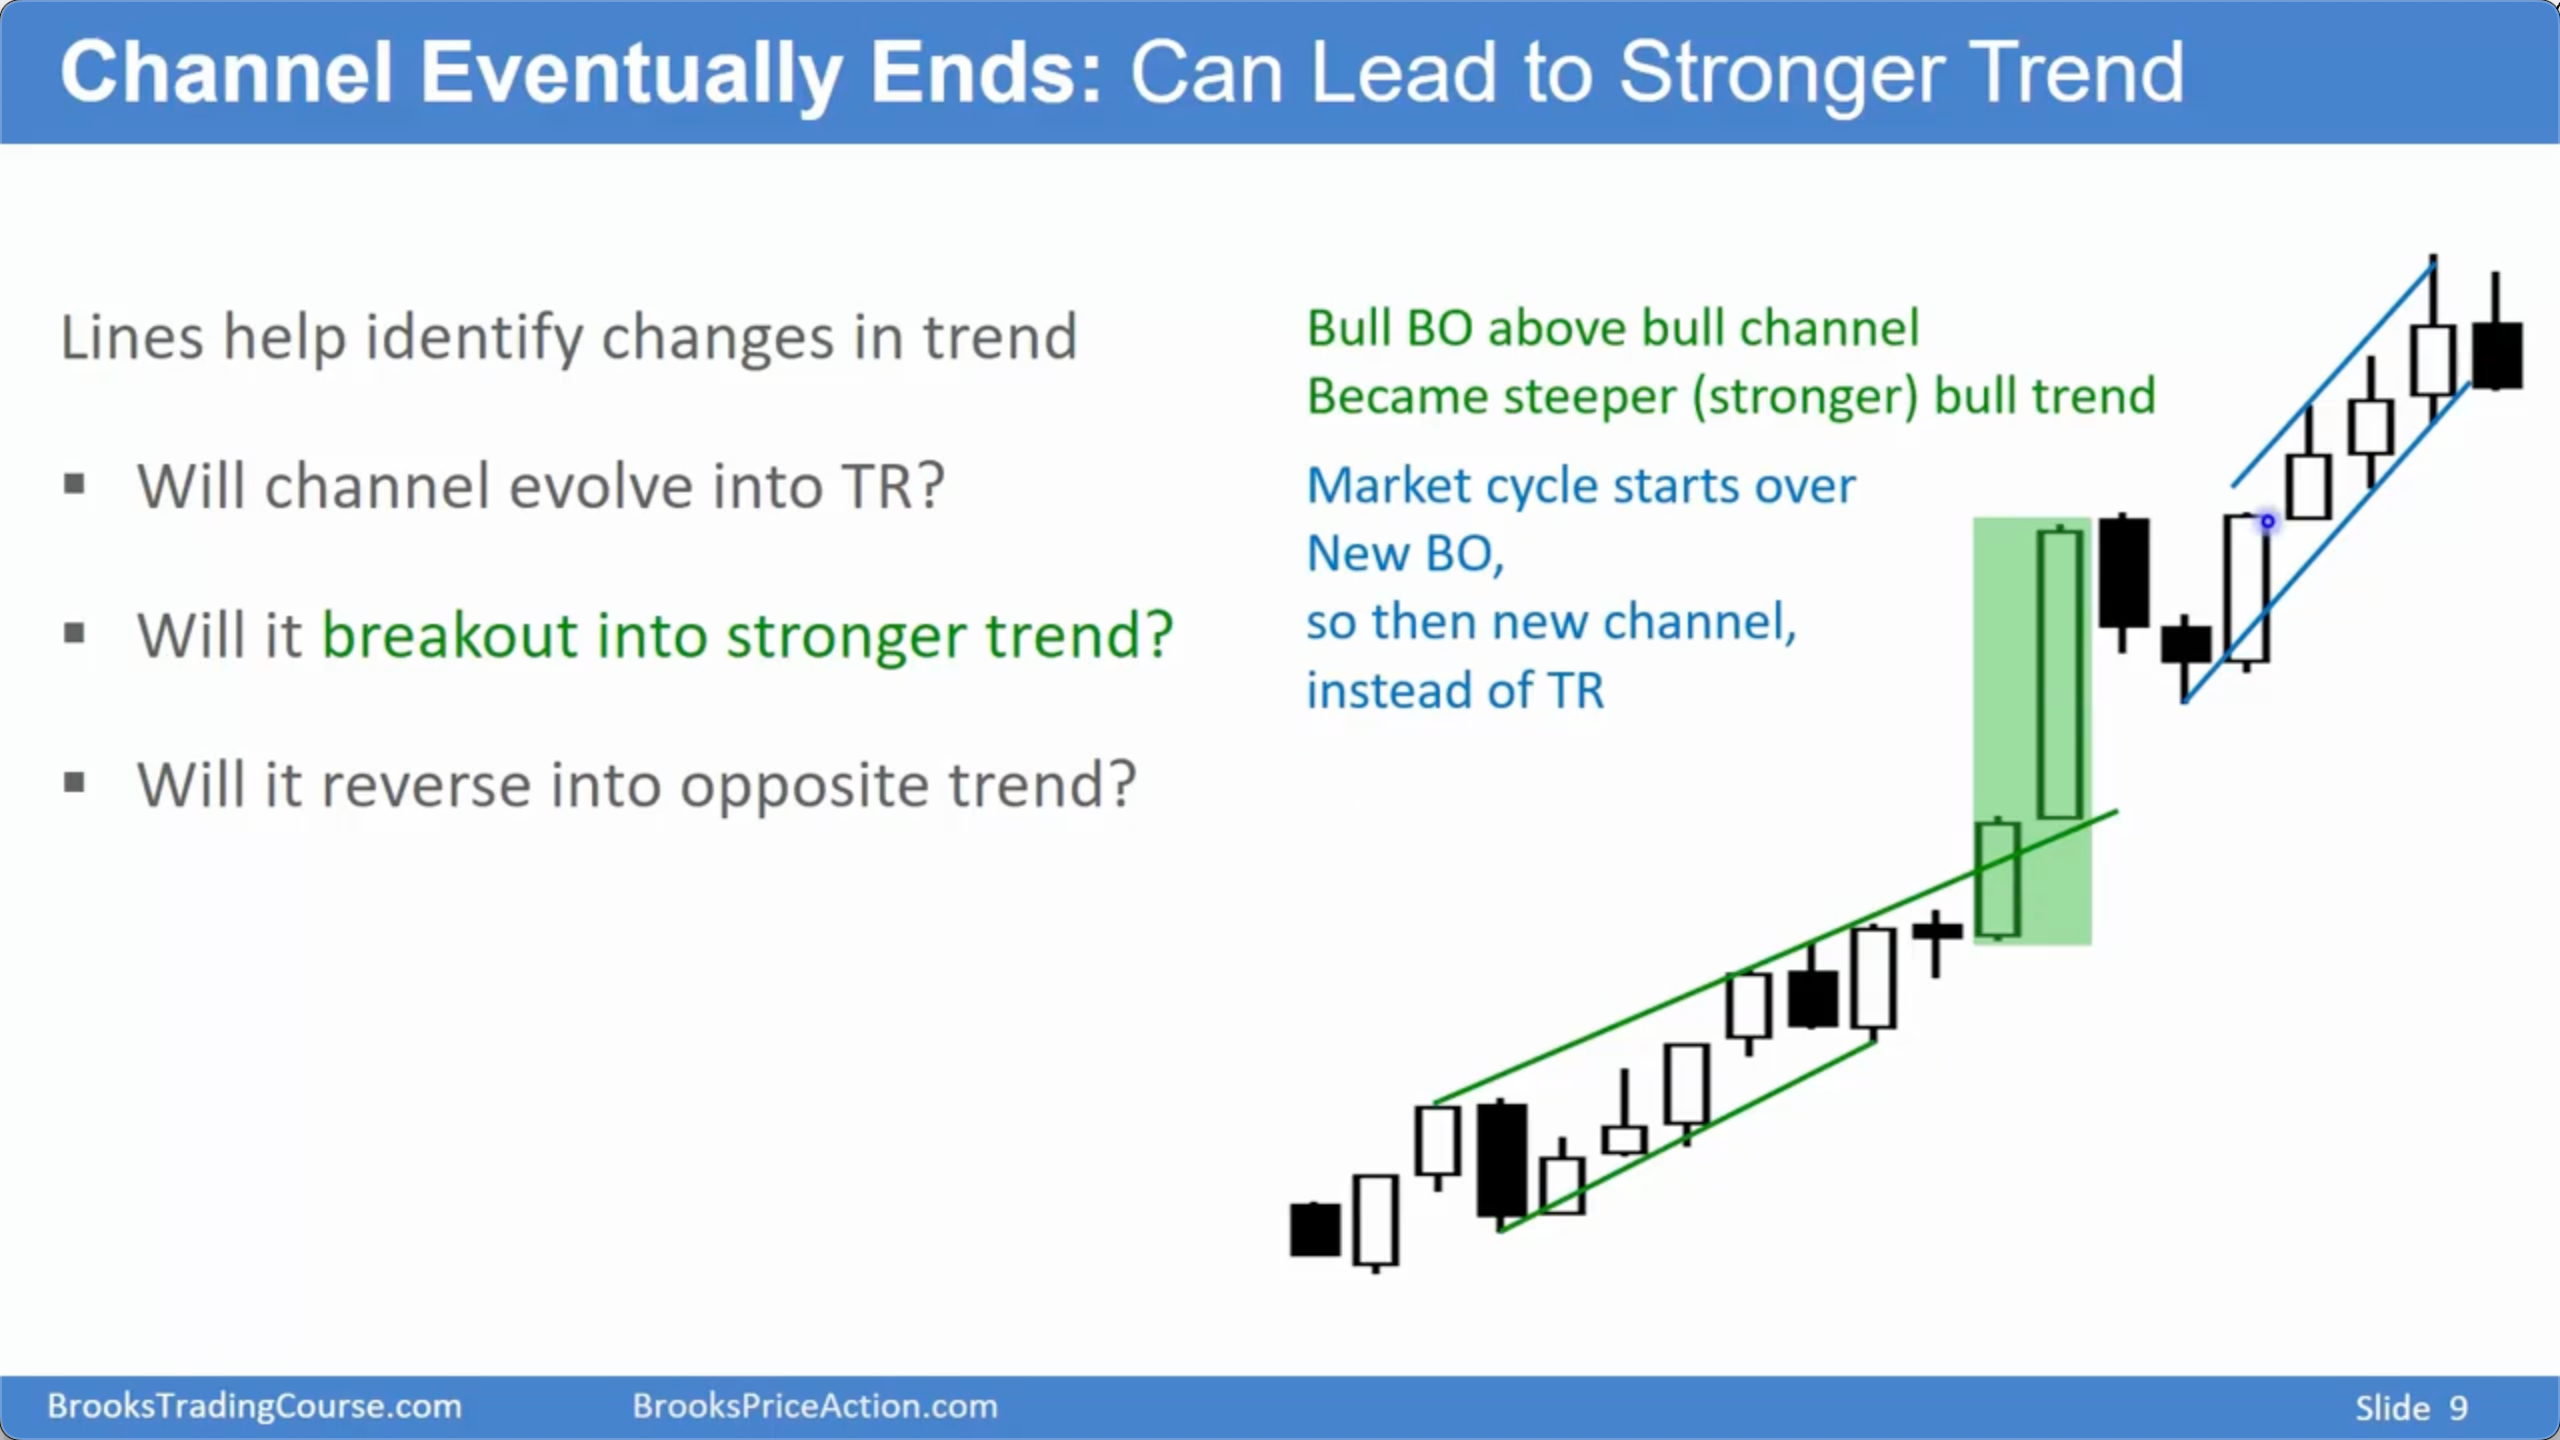 Channel Eventually Ends: Can Lead to Stronger Trend
Lines help identify changes in trend
▪ Will channel evolve into TR?
▪ Will it breakout into stronger trend?
▪ Will it reverse into opposite trend?
Bull BO above bull channel
Became steeper (stronger) bull trend
Market cycle starts over
New BO,
so then new channel,
instead of TR
BrooksTradingCourse.com
BrooksPriceAction.com
Slide 9